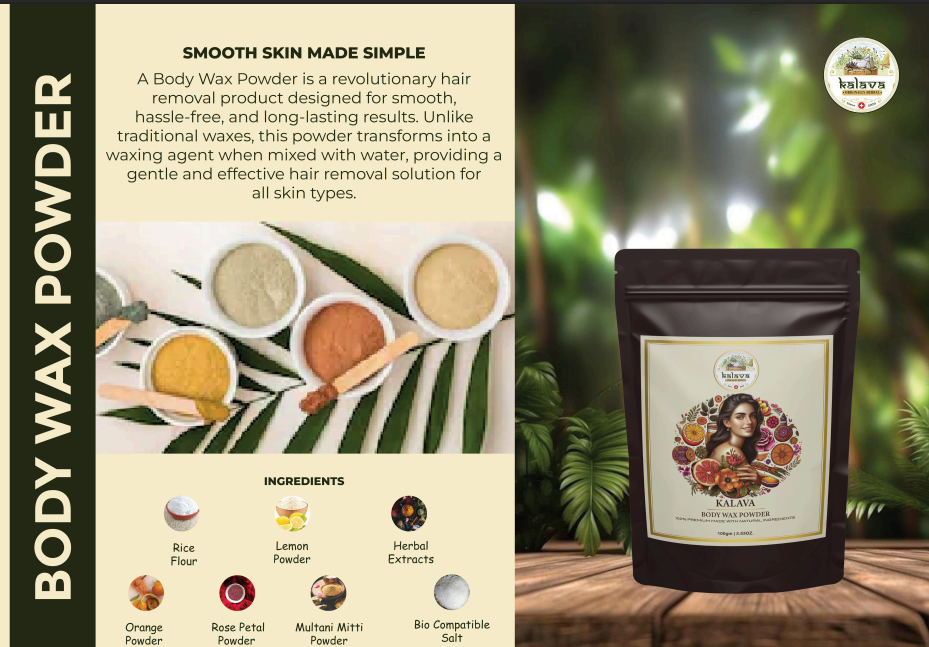 BODY WAX POWDER
SMOOTH SKIN MADE SIMPLE
A Body Wax Powder is a revolutionary hair
removal product designed for smooth,
hassle-free, and long-lasting results. Unlike
traditional waxes, this powder transforms into a
waxing agent when mixed with water, providing a
gentle and effective hair removal solution for
all skin types.
INGREDIENTS
Rice
Flour
Lemon
Powder
Herbal
Extracts
Orange
Powder
Rose Petal
Powder
Multani Mitti
Powder
Bio Compatible
Salt
kalava
kalava
KALAVA
BODY WAX POWDER
100% PREMIUM MADE WITH NATURAL INGREDIENTS
100gm | 3.53OZ.